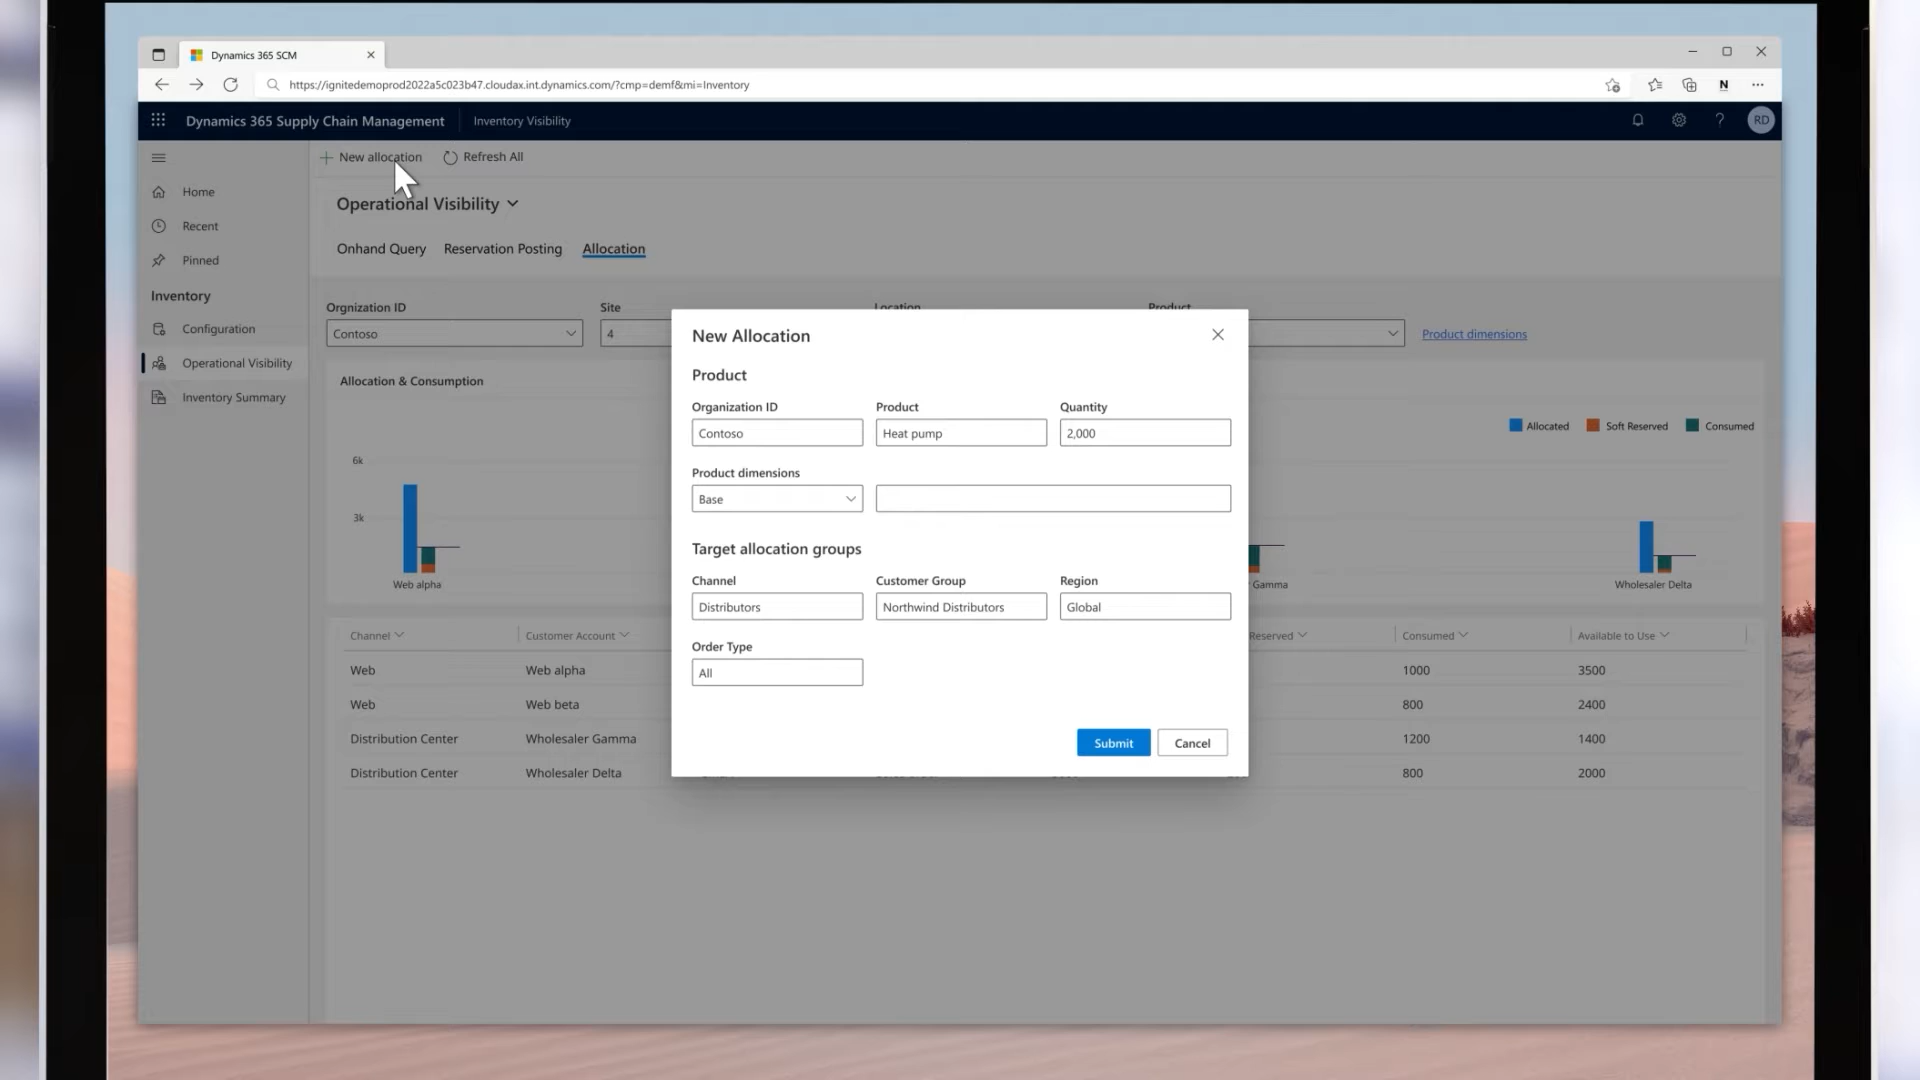 Dynamics 365 SCM
https://ignitedemoprod2022a5c023b47.cloudax.int.dynamics.com/?cmp=demf&mi=Inventory
N
Dynamics 365 Supply Chain Management
Inventory Visibility
?
RD
New allocation
Refresh All
Home
Recent
Pinned
Inventory
Configuration
Operational Visibility
Inventory Summary
Operational Visibility
Onhand Query
Reservation Posting
Allocation
Orgnization ID
Site
Location
Product
Contoso
4
Product dimensions
Allocation & Consumption
Allocated
Soft Reserved
Consumed
6k
3k
Web alpha
Gamma
Wholesaler Delta
New Allocation
Product
Organization ID
Product
Quantity
Contoso
Heat pump
2,000
Product dimensions
Base
Target allocation groups
Channel
Customer Group
Region
Distributors
Northwind Distributors
Global
Order Type
All
Submit
Cancel
Channel
Customer Account
Reserved
Consumed
Available to Use
Web
Web alpha
1000
3500
Web
Web beta
800
2400
Distribution Center
Wholesaler Gamma
1200
1400
Distribution Center
Wholesaler Delta
800
2000